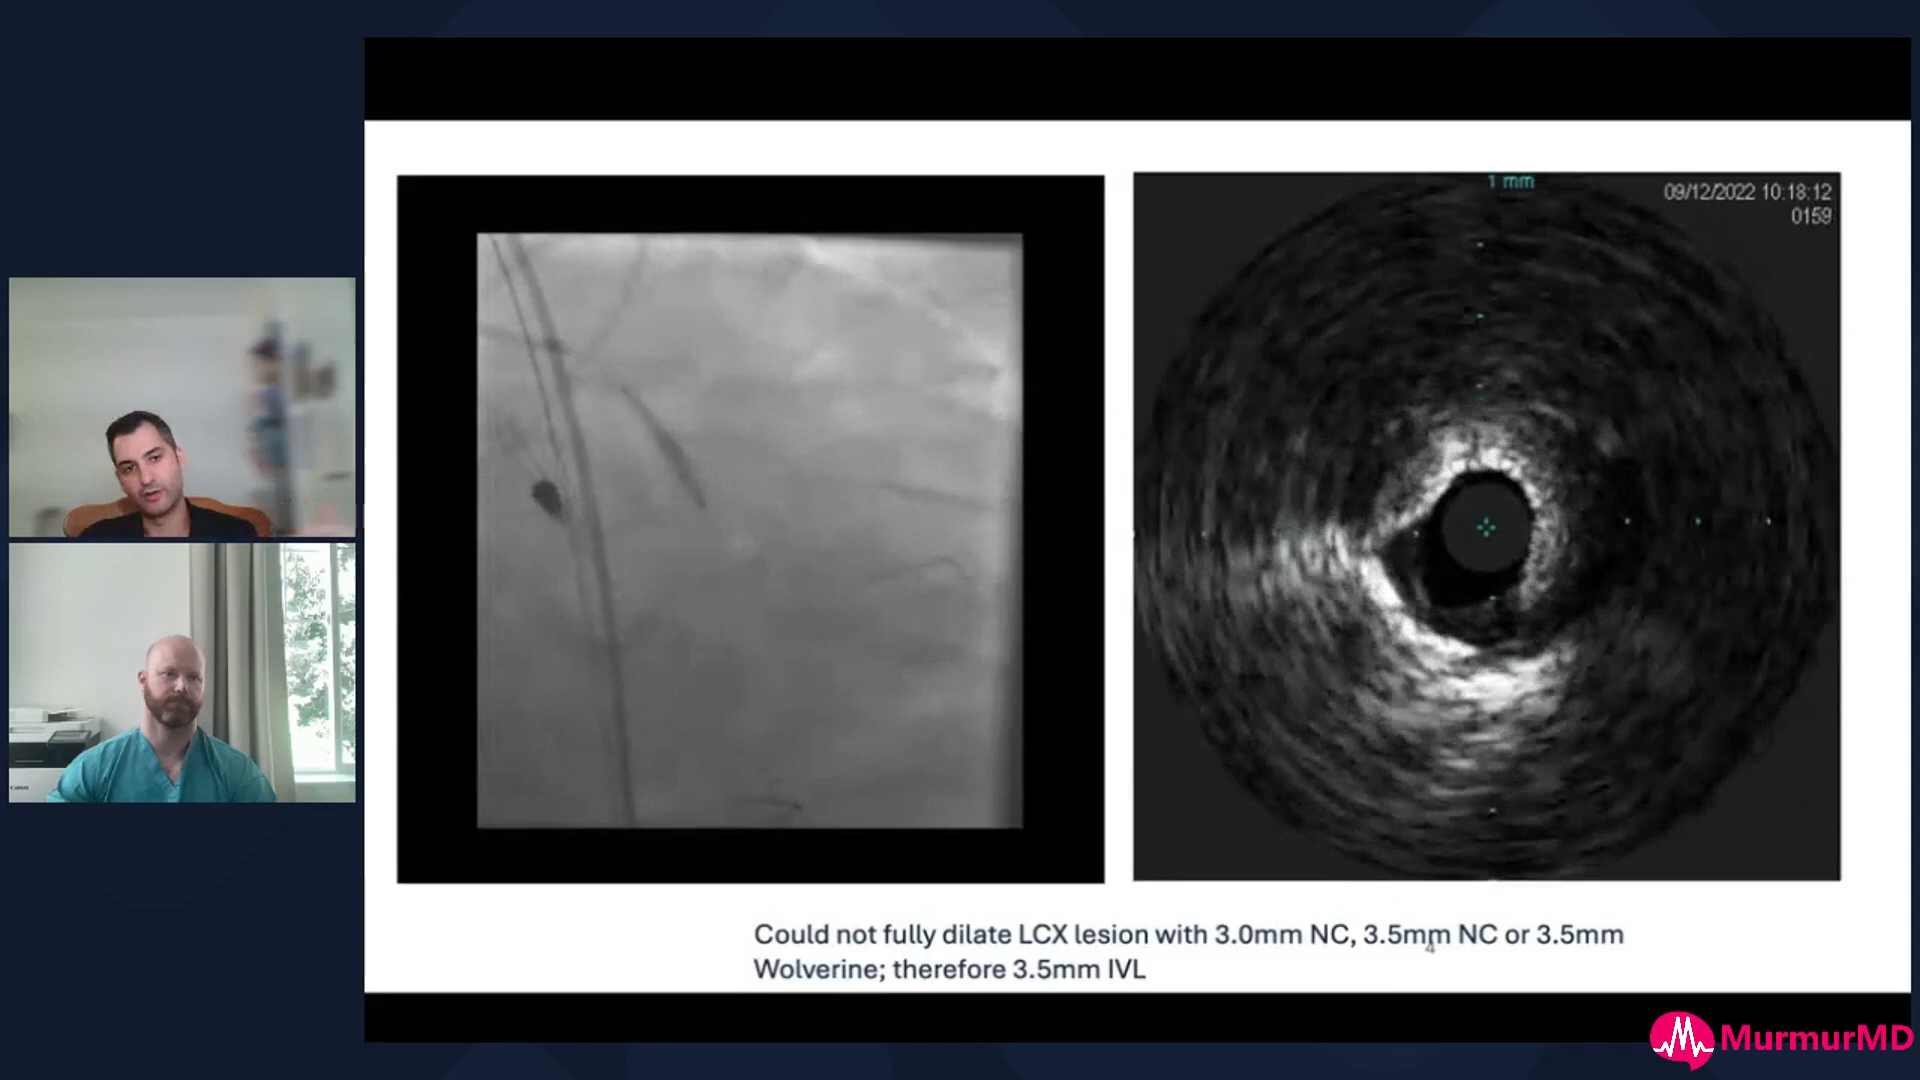 1 mm
09/12/2022 10:18:12
0159
Could not fully dilate LCX lesion with 3.0mm NC, 3.5mm NC or 3.5mm
4
Wolverine; therefore 3.5mm IVL
MurmurMD